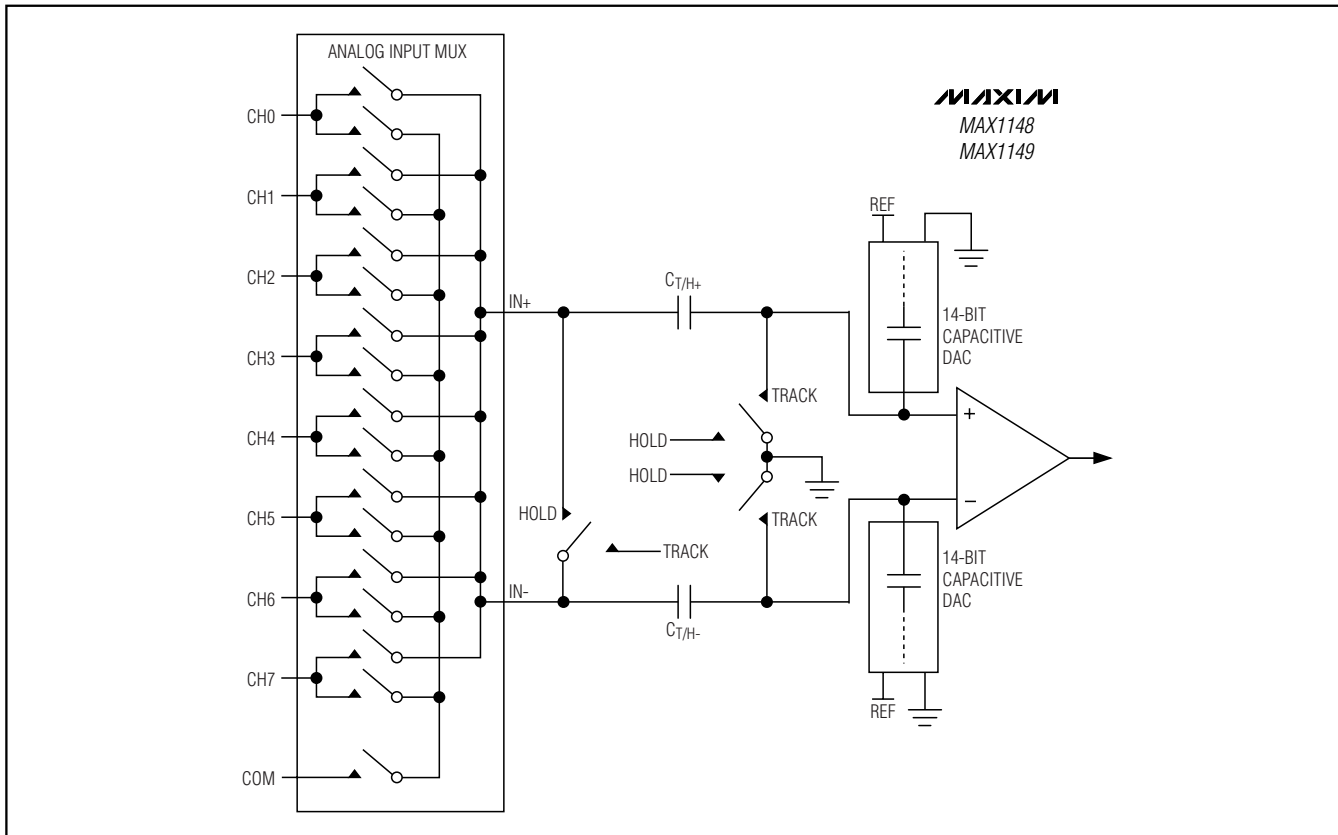 ANALOG INPUT MUX
CH0
CH1
CH2
CH3
CH4
CH5
CH6
CH7
COM
IN+
IN-
HOLD
TRACK
CT/H+
CT/H-
TRACK
HOLD
HOLD
TRACK
MAXIM
MAX1148
MAX1149
REF
14-BIT
CAPACITIVE
DAC
+
−
14-BIT
CAPACITIVE
DAC
REF